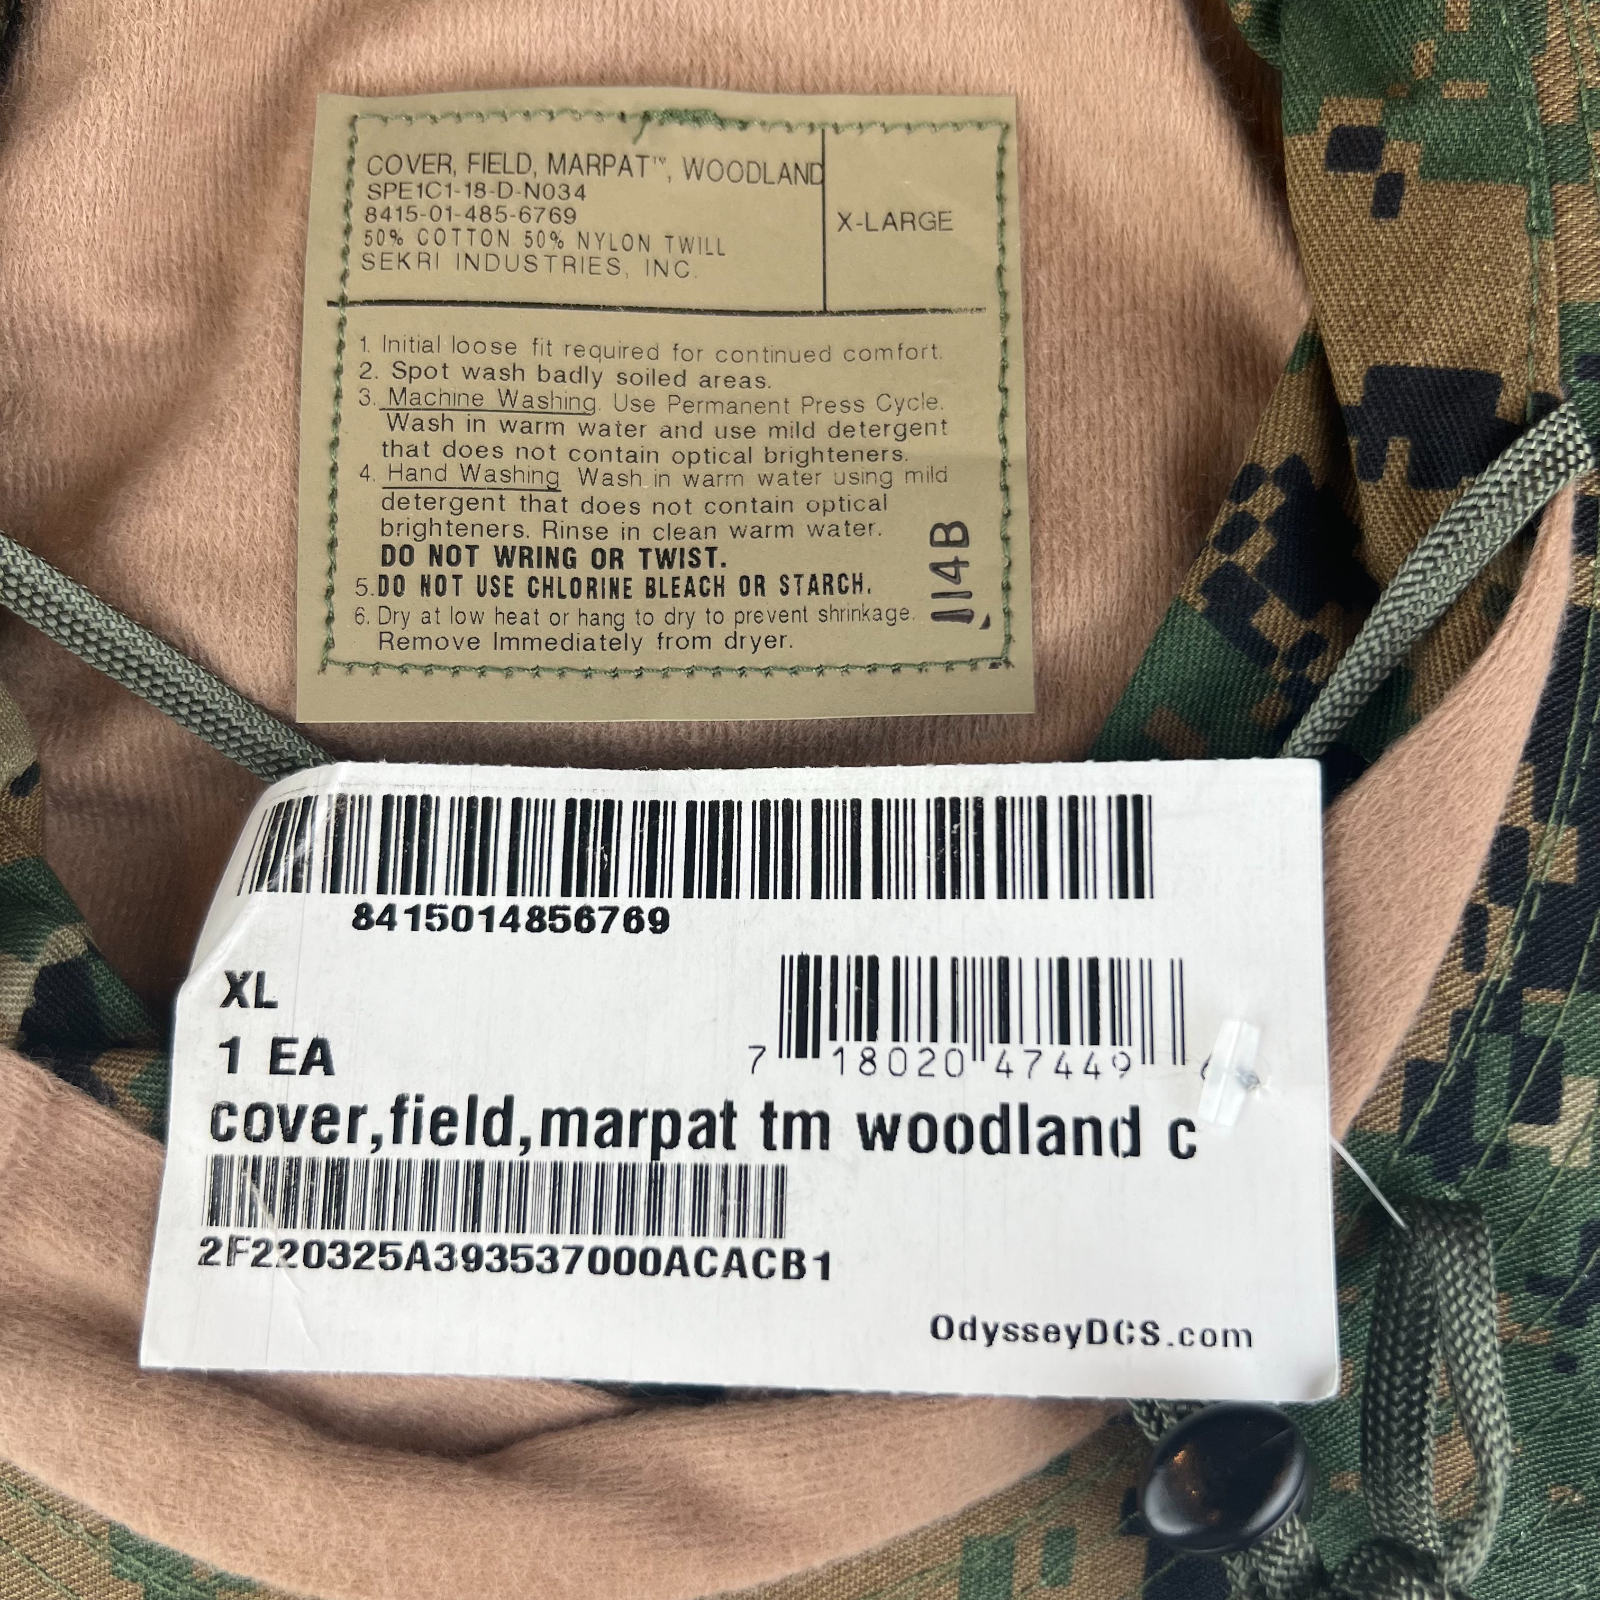 COVER, FIELD, MARPAT™, WOODLAND
SPE1C1-18-D-N034
8415-01-485-6769
50% COTTON 50% NYLON TWILL
SEKRI INDUSTRIES, INC.
X-LARGE
1. Initial loose fit required for continued comfort.
2. Spot wash badly soiled areas.
3. Machine Washing. Use Permanent Press Cycle.
Wash in warm water and use mild detergent
that does not contain optical brighteners.
4. Hand Washing Wash in warm water using mild
detergent that does not contain optical
brighteners. Rinse in clean warm water.
DO NOT WRING OR TWIST.
5. DO NOT USE CHLORINE BLEACH OR STARCH.
6. Dry at low heat or hang to dry to prevent shrinkage.
Remove Immediately from dryer.
114B
8415014856769
XL
1 EA
7 18020 47449
cover,field,marpat tm woodland c
2F220325A393537000ACACB1
OdysseyDCS.com